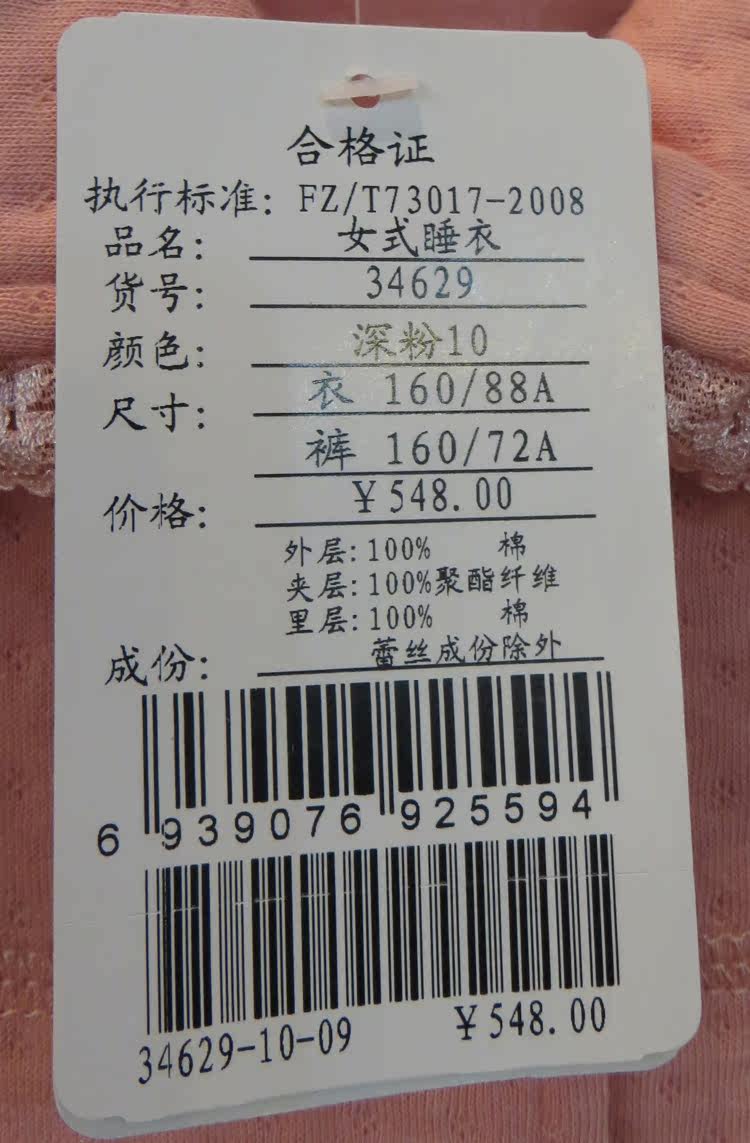 合格证
执行标准: FZ/T73017-2008
品名: 女式睡衣
货号: 34629
颜色: 深粉10
尺寸: 衣 160/88A
裤 160/72A
价格: ¥548.00
外层:100% 棉
夹层:100%聚酯纤维
里层:100% 棉
成份: 蕾丝成份除外
6 939076 925594
34629-10-09 ¥548.00